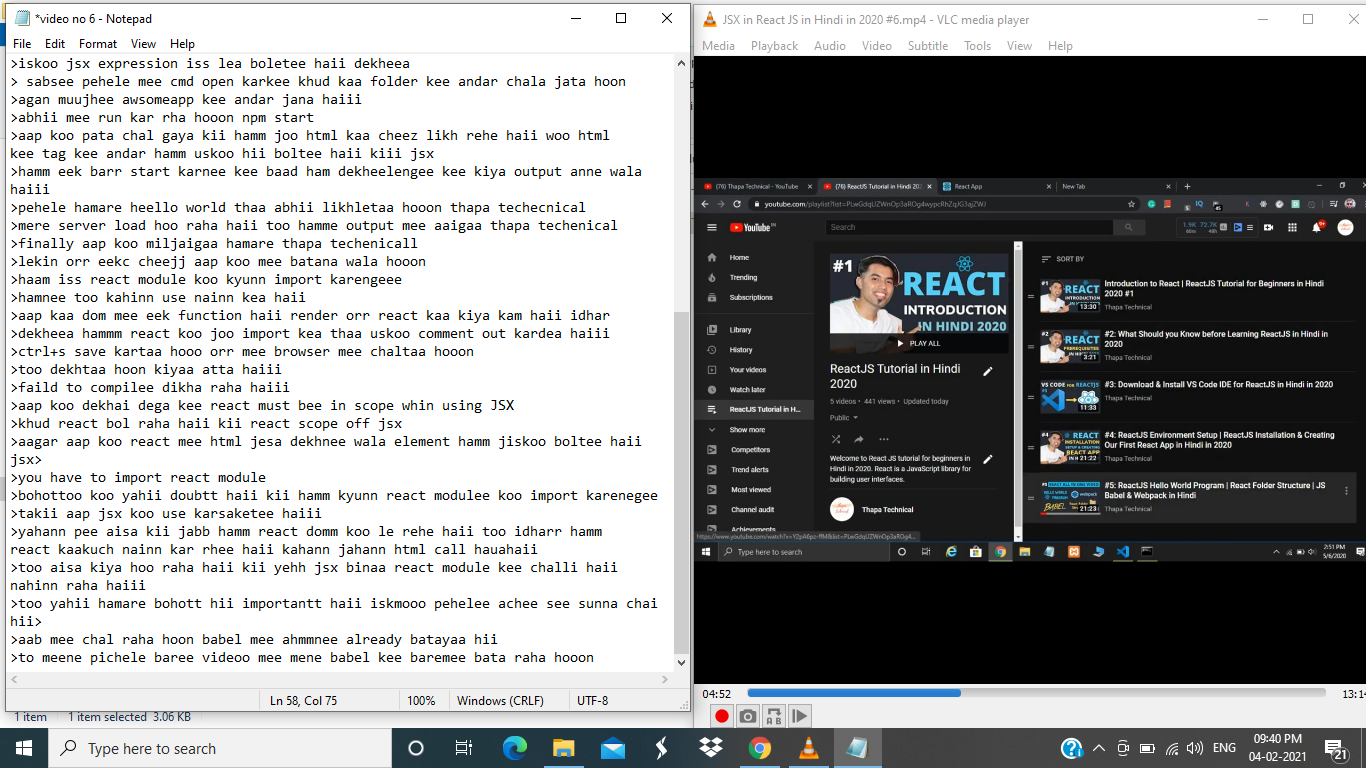 *video no 6 - Notepad
File Edit Format View Help
>iskoo jsx expression iss lea boletee haii dekheea
> sabsee pehele mee cmd open karkee khud kaa folder kee andar chala jata hoon
>agan muujhee awsomeapp kee andar jana haiii
>abhii mee run kar rha hooon npm start
>aap koo pata chal gaya kii hamm joo html kaa cheez likh rehe haii woo html
kee tag kee andar hamm uskoo hii boltee haii kiii jsx
>hamm eek barr start karnee kee baad ham dekheelengee kee kiya output anne wala
haiii
>pehele hamare heello world thaa abhii likhletaa hooon thapa techecnical
>mere server load hoo raha haii too hamme output mee aaigaa thapa techenical
>finally aap koo miljaigaa hamare thapa techenicall
>lekin orr eekc cheejj aap koo mee batana wala hooon
>haam iss react module koo kyunn import karengeee
>hamnee too kahinn use nainn kea haii
>aap kaa dom mee eek function haii render orr react kaa kiya kam haii idhar
>dekheea hammm react koo joo import kea thaa uskoo comment out kardea haiii
>ctrl+s save kartaa hooo orr mee browser mee chaltaa hooon
>too dekhtaa hoon kiyaa atta haiii
>faild to compilee dikha raha haiii
>aap koo dekhai dega kee react must bee in scope whin using JSX
>khud react bol raha haii kii react scope off jsx
>aagar aap koo react mee html jesa dekhnee wala element hamm jiskoo boltee haii
jsx>
>you have to import react module
>bohottoo koo yahii doubtt haii kii hamm kyunn react modulee koo import karenegee
>takii aap jsx koo use karsaketee haiii
>yahann pee aisa kii jabb hamm react domm koo le rehe haii too idharr hamm
react kaakuch nainn kar rhee haii kahann jahann html call hauahaii
>too aisa kiya hoo raha haii kii yehh jsx binaa react module kee challi haii
nahinn raha haiii
>too yahii hamare bohott hii importantt haii iskmooo pehelee achee see sunna chai
hii>
>aab mee chal raha hoon babel mee ahmmnee already batayaa hii
>to meene pichele baree videoo mee mene babel kee baremee bata raha hooon
Ln 58, Col 75 100% Windows (CRLF) UTF-8
1 item 1 item selected 3.06 KB
JSX in React JS in Hindi in 2020 #6.mp4 - VLC media player
Media Playback Audio Video Subtitle Tools View Help
(76) Thapa Technical - YouTube (76) ReactJS Tutorial in Hindi 202 React App New Tab
youtube.com/playlist?list=
YouTube IN Search
Home
Trending
Subscriptions
Library
History
Your videos
Watch later
ReactJS Tutorial in H...
Show more
Competitors
Trend alerts
Most viewed
Channel audit
Achievements
#1
REACT
INTRODUCTION
IN HINDI 2020
PLAY ALL
ReactJS Tutorial in Hindi
2020
5 videos • 441 views • Updated today
Public
Welcome to React JS tutorial for beginners in
Hindi in 2020. React is a JavaScript library for
building user interfaces.
Thapa Technical
SORT BY
Introduction to React | ReactJS Tutorial for Beginners in Hindi
2020 #1
Thapa Technical
13:30
#2: What Should you Know before Learning ReactJS in Hindi in
2020
Thapa Technical
3:21
#3: Download & Install VS Code IDE for ReactJS in Hindi in 2020
Thapa Technical
11:33
#4: ReactJS Environment Setup | ReactJS Installation & Creating
Our First React App in Hindi in 2020
Thapa Technical
21:22
#5: ReactJS Hello World Program | React Folder Structure | JS
Babel & Webpack in Hindi
Thapa Technical
21:23
Type here to search
2:51 PM
5/6/2020
04:52 13:14
Type here to search
ENG
09:40 PM
04-02-2021
21